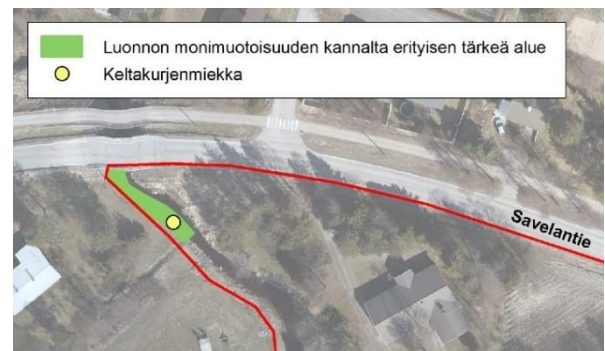 Luonnon monimuotoisuuden kannalta erityisen tärkeä alue
Keltakurjenmiekka
Savelantie